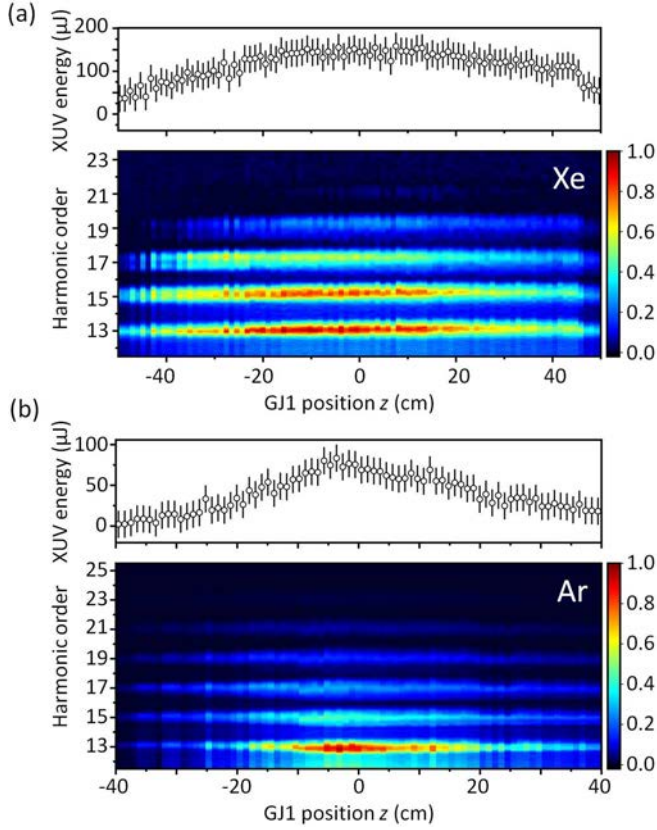 (a)
XUV energy (μJ)
200
100
0
Harmonic order
23
21
19
17
15
13
Xe
1.0
0.8
0.6
0.4
0.2
0.0
-40 -20 0 20 40
GJ1 position z (cm)
(b)
XUV energy (μJ)
100
50
0
Harmonic order
25
23
21
19
17
15
13
Ar
1.0
0.8
0.6
0.4
0.2
0.0
-40 -20 0 20 40
GJ1 position z (cm)